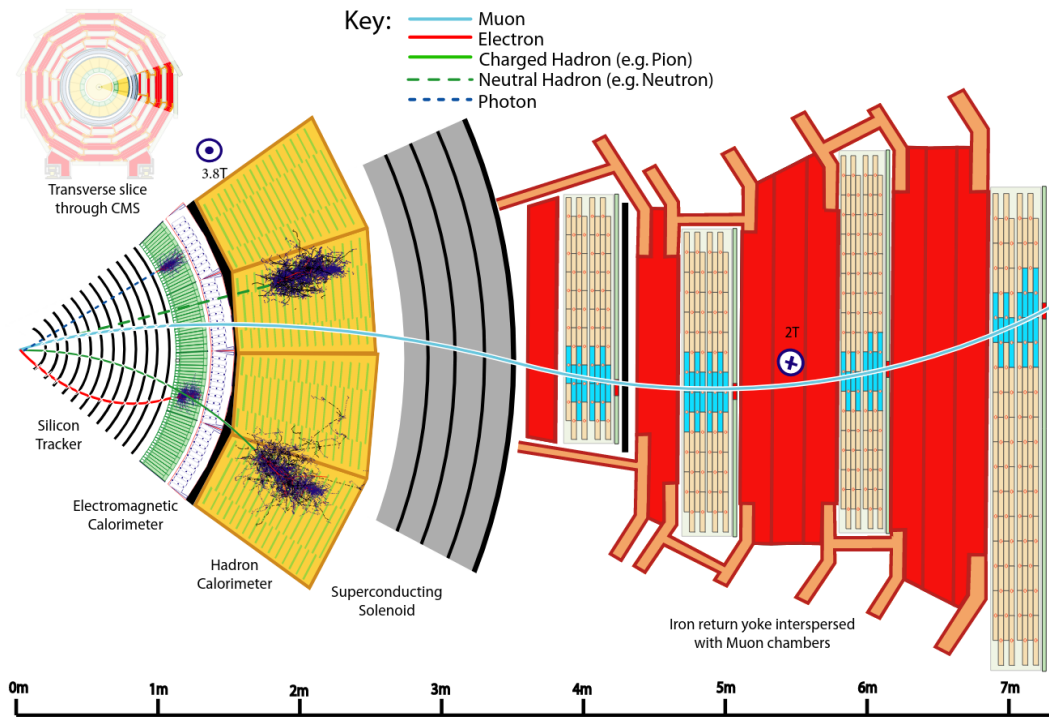 Key:
Muon
Electron
Charged Hadron (e.g. Pion)
Neutral Hadron (e.g. Neutron)
Photon
Transverse slice
through CMS
3.8T
2T
Silicon
Tracker
Electromagnetic
Calorimeter
Hadron
Calorimeter
Superconducting
Solenoid
Iron return yoke interspersed
with Muon chambers
0m 1m 2m 3m 4m 5m 6m 7m